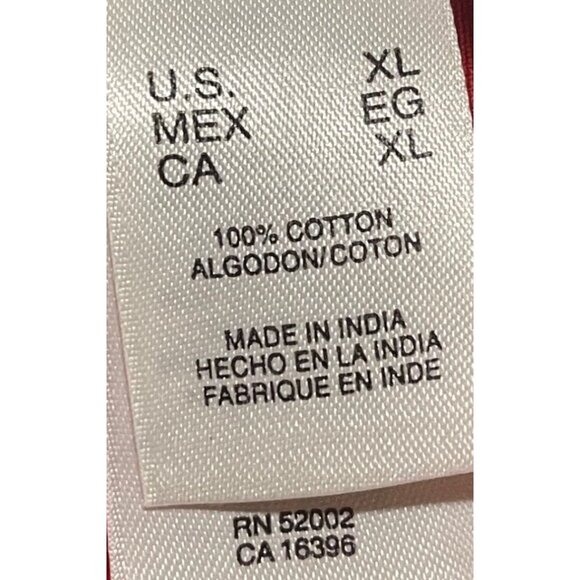 U.S. XL
MEX EG
CA XL
100% COTTON
ALGODON/COTON
MADE IN INDIA
HECHO EN LA INDIA
FABRIQUE EN INDE
RN 52002
CA 16396